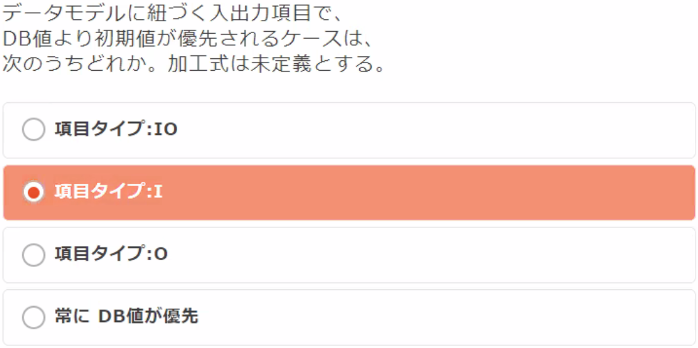 データモデルに紐づく入出力項目で、
DB値より初期値が優先されるケースは、
次のうちどれか。加工式は未定義とする。
項目タイプ:IO
項目タイプ:I
項目タイプ:O
常に DB値が優先